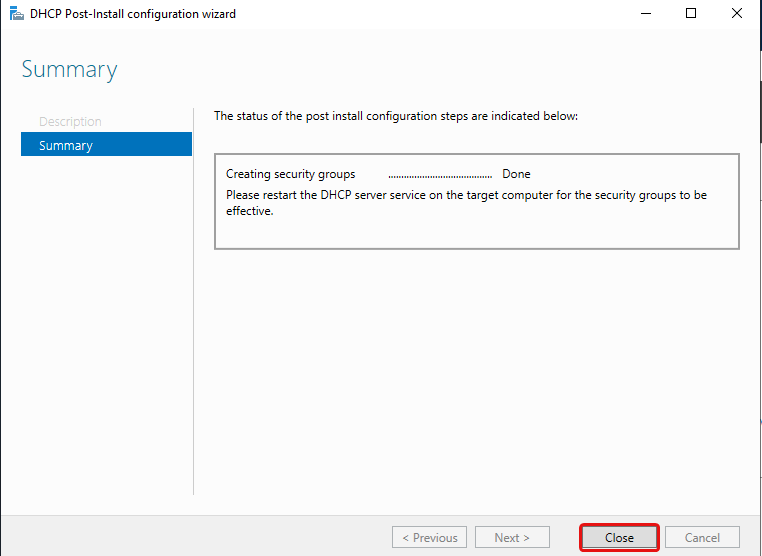 DHCP Post-Install configuration wizard
Summary
Description
Summary
The status of the post install configuration steps are indicated below:
Creating security groups ........................................ Done
Please restart the DHCP server service on the target computer for the security groups to be
effective.
< Previous
Next >
Close
Cancel